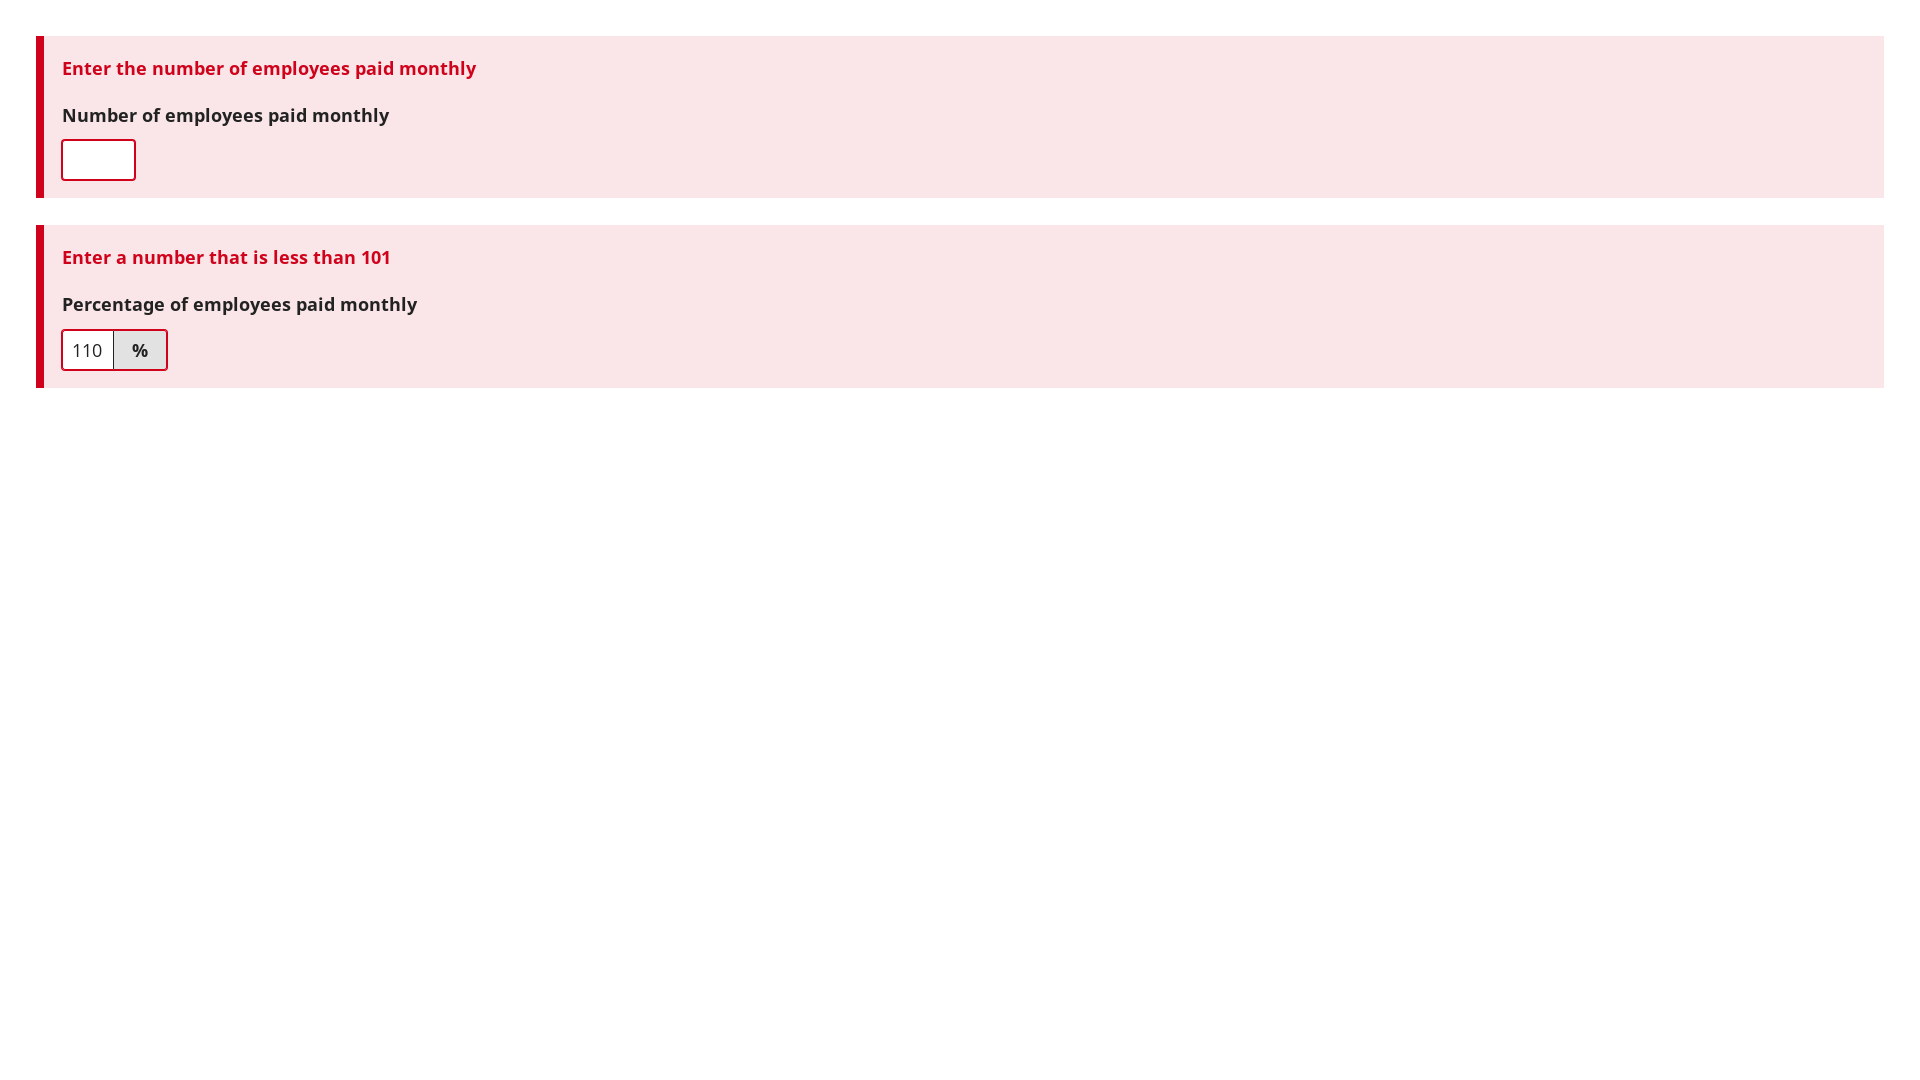 Enter the number of employees paid monthly
Number of employees paid monthly
Enter a number that is less than 101
Percentage of employees paid monthly
110 %